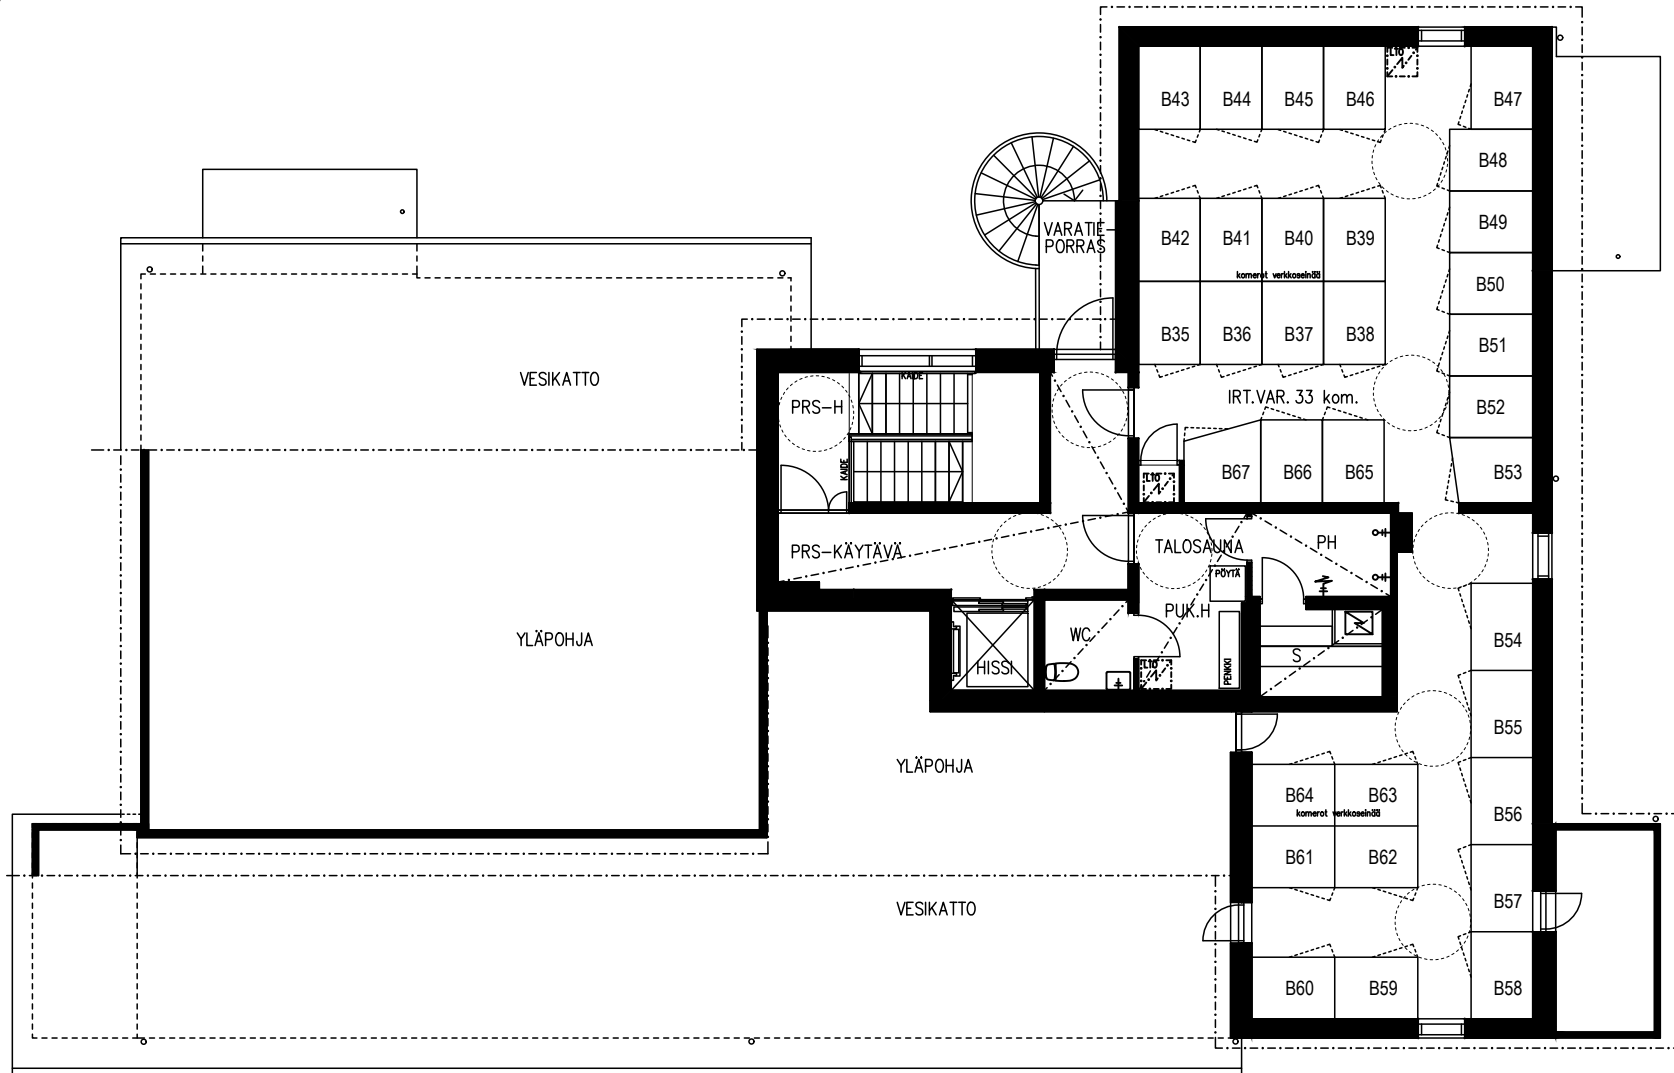 LTO
B43 B44 B45 B46 B47
B48
B49
VARATIE-
PORRAS
B42 B41 B40 B39
komerot verkkoseinää
B50
B35 B36 B37 B38
B51
VESIKATTO
KAIDE
PRS-H
IRT.VAR. 33 kom.
B52
KAIDE
LTO
B67 B66 B65
B53
PRS-KÄYTÄVÄ
TALOSAUNA
PH
PÖYTÄ
PUK.H
WC
YLÄPOHJA
B54
S
HISSI
LTO
PENKKI
B55
YLÄPOHJA
B64 B63
komerot verkkoseinää
B56
B61 B62
VESIKATTO
B57
B60 B59 B58